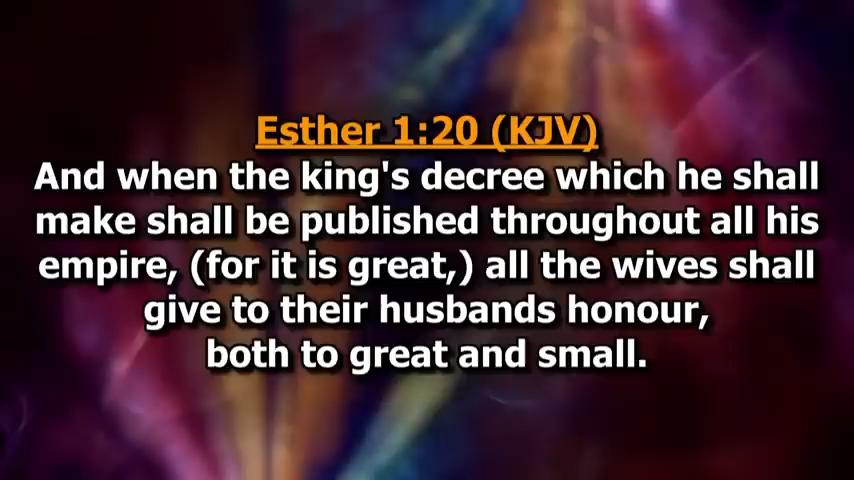 Esther 1:20 (KJV)
And when the king's decree which he shall
make shall be published throughout all his
empire, (for it is great,) all the wives shall
give to their husbands honour,
both to great and small.